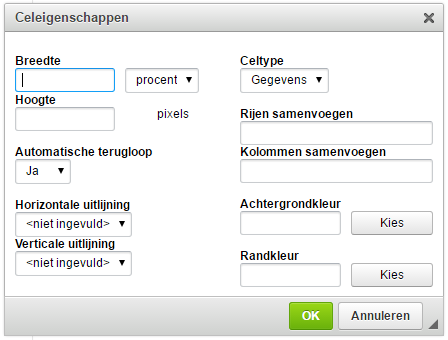 Celeigenschappen
Breedte
procent
Hoogte
pixels
Automatische terugloop
Ja
Horizontale uitlijning
<niet ingevuld>
Verticale uitlijning
<niet ingevuld>
Celtype
Gegevens
Rijen samenvoegen
Kolommen samenvoegen
Achtergrondkleur
Kies
Randkleur
Kies
OK Annuleren